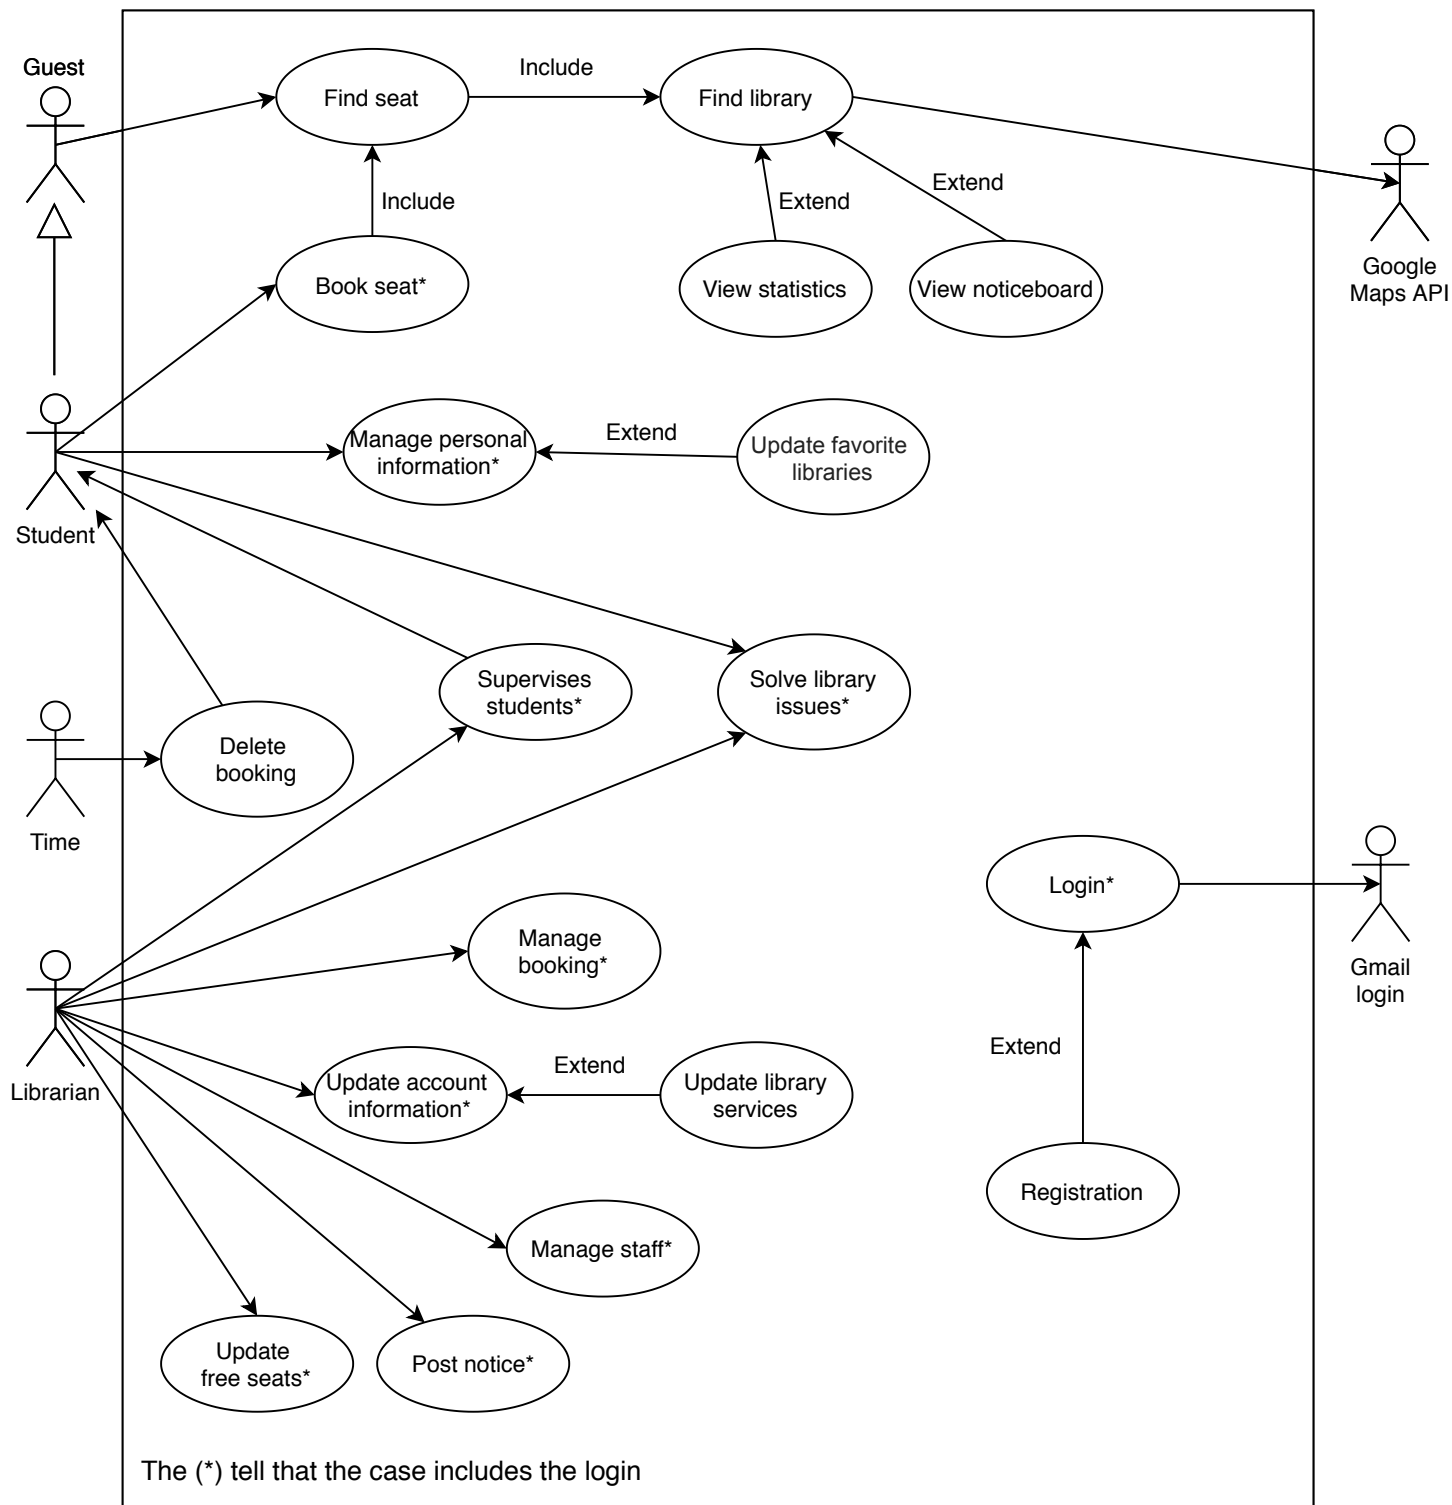 Guest
Find seat
Include
Find library
Include
Extend
Extend
Book seat*
View statistics
View noticeboard
Google
Maps API
Manage personal
information*
Extend
Update favorite
libraries
Student
Supervises
students*
Solve library
issues*
Delete
booking
Time
Login*
Manage
booking*
Gmail
login
Extend
Librarian
Update account
information*
Extend
Update library
services
Registration
Manage staff*
Update
free seats*
Post notice*
The (*) tell that the case includes the login